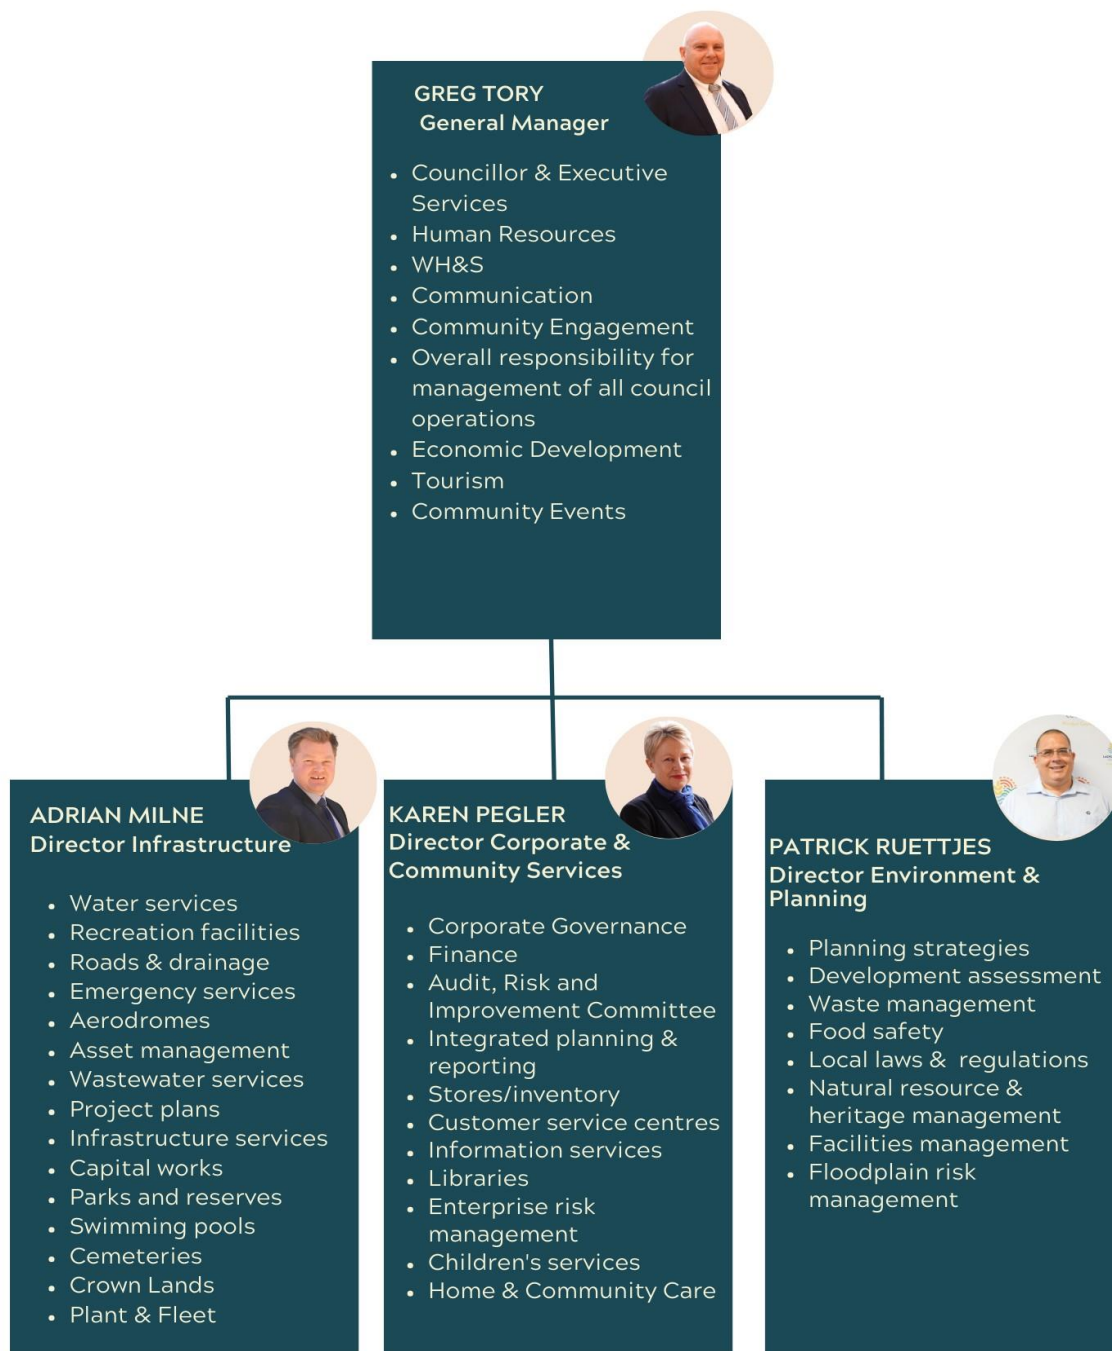 GREG TORY
General Manager
• Councillor & Executive
Services
• Human Resources
• WH&S
• Communication
• Community Engagement
• Overall responsibility for
management of all council
operations
• Economic Development
• Tourism
• Community Events
ADRIAN MILNE
Director Infrastructure
• Water services
• Recreation facilities
• Roads & drainage
• Emergency services
• Aerodromes
• Asset management
• Wastewater services
• Project plans
• Infrastructure services
• Capital works
• Parks and reserves
• Swimming pools
• Cemeteries
• Crown Lands
• Plant & Fleet
KAREN PEGLER
Director Corporate &
Community Services
• Corporate Governance
• Finance
• Audit, Risk and
Improvement Committee
• Integrated planning &
reporting
• Stores/inventory
• Customer service centres
• Information services
• Libraries
• Enterprise risk
management
• Children's services
• Home & Community Care
PATRICK RUETTJES
Director Environment &
Planning
• Planning strategies
• Development assessment
• Waste management
• Food safety
• Local laws & regulations
• Natural resource &
heritage management
• Facilities management
• Floodplain risk
management